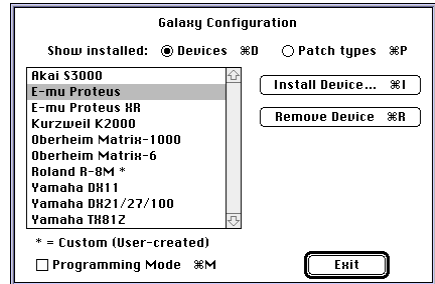 Galaxy Configuration
Show installed: Devices ⌘D Patch types ⌘P
Akai S3000
E-mu Proteus
E-mu Proteus XR
Kurzweil K2000
Oberheim Matrix-1000
Oberheim Matrix-6
Roland R-8M *
Yamaha DX11
Yamaha DX21/27/100
Yamaha TX81Z
Install Device... ⌘I
Remove Device ⌘R
* = Custom (User-created)
Programming Mode ⌘M
Exit